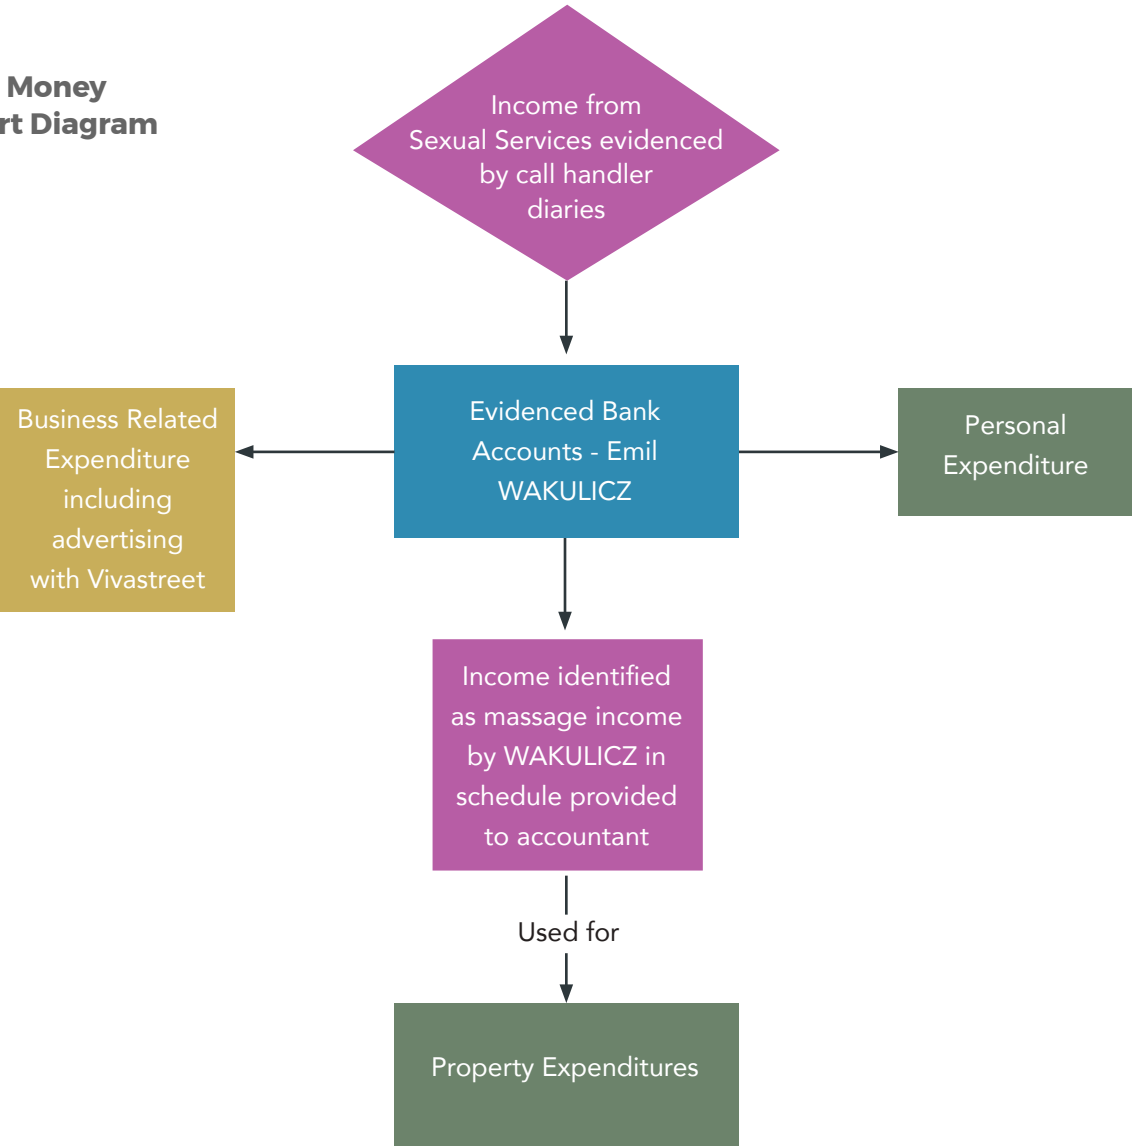 Money
rt Diagram
Income from
Sexual Services evidenced
by call handler
diaries
Business Related
Expenditure
including
advertising
with Vivastreet
Evidenced Bank
Accounts - Emil
WAKULICZ
Personal
Expenditure
Income identified
as massage income
by WAKULICZ in
schedule provided
to accountant
Used for
Property Expenditures